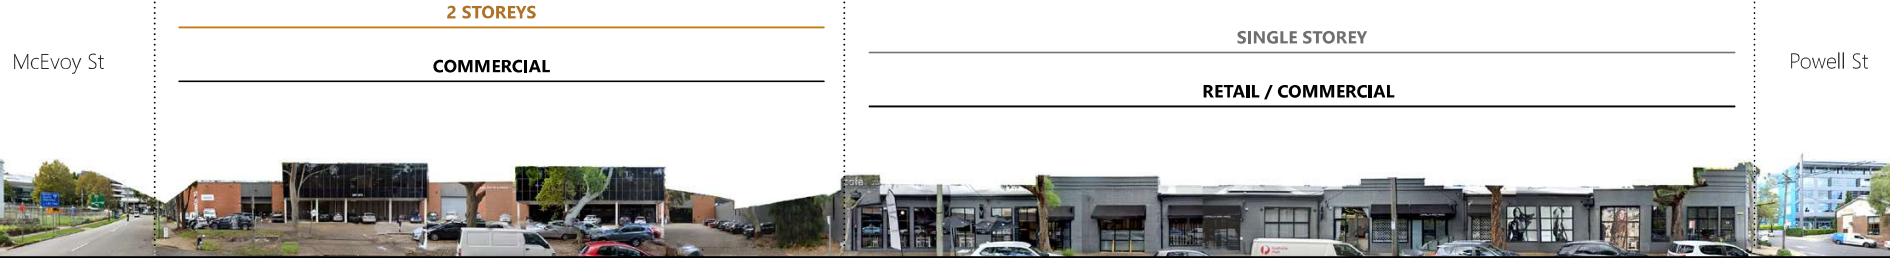 2 STOREYS
McEvoy St
COMMERCIAL
SINGLE STOREY
RETAIL / COMMERCIAL
Powell St